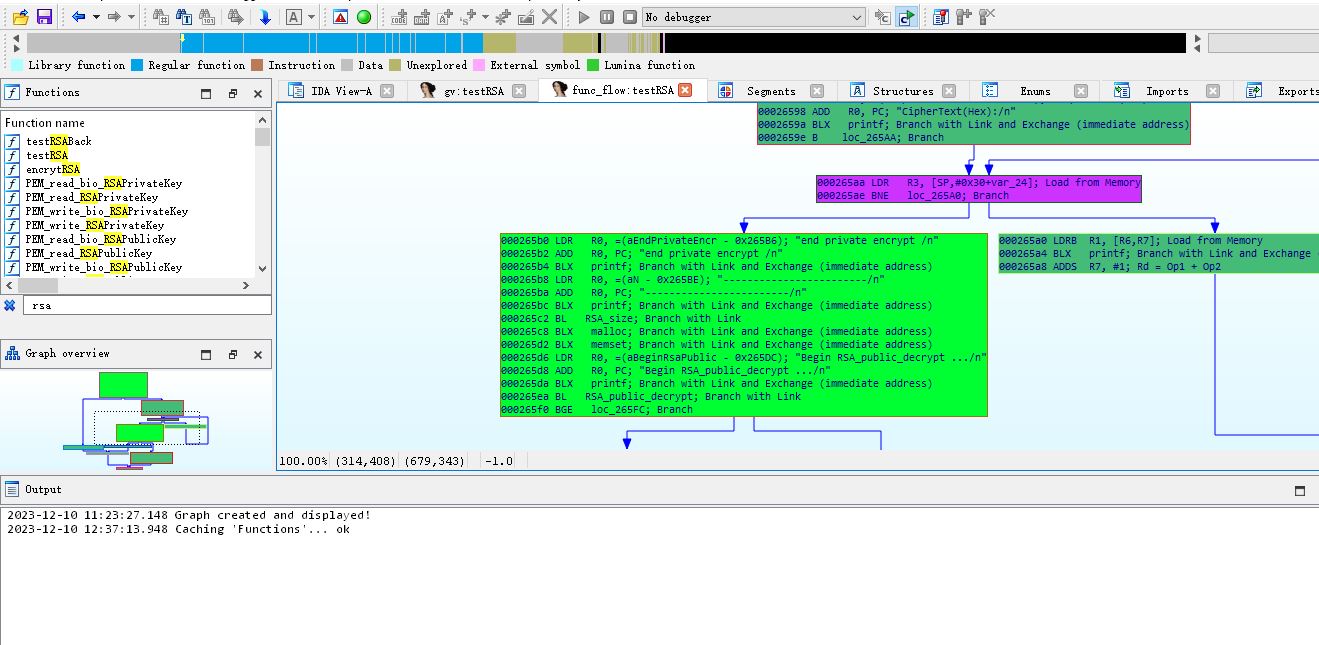 No debugger
Library function Regular function Instruction Data Unexplored External symbol Lumina function
Functions
IDA View-A gv:testRSA func_flow:testRSA Segments Structures Enums Imports Exports
Function name
testRSABack
testRSA
encrytRSA
PEM_read_bio_RSAPrivateKey
PEM_read_RSAPrivateKey
PEM_write_bio_RSAPrivateKey
PEM_write_RSAPrivateKey
PEM_read_bio_RSAPublicKey
PEM_read_RSAPublicKey
PEM_write_bio_RSAPublicKey
rsa
Graph overview
00026598 ADD R0, PC; "CipherText(Hex):/n"
0002659a BLX printf; Branch with Link and Exchange (immediate address)
0002659e B loc_265AA; Branch
000265aa LDR R3, [SP,#0x30+var_24]; Load from Memory
000265ae BNE loc_265A0; Branch
000265b0 LDR R0, =(aEndPrivateEncr - 0x265B6); "end private encrypt /n"
000265b2 ADD R0, PC; "end private encrypt /n"
000265b4 BLX printf; Branch with Link and Exchange (immediate address)
000265b8 LDR R0, =(aN - 0x265BE); "-----------------------/n"
000265ba ADD R0, PC; "-----------------------/n"
000265bc BLX printf; Branch with Link and Exchange (immediate address)
000265c2 BL RSA_size; Branch with Link
000265c8 BLX malloc; Branch with Link and Exchange (immediate address)
000265d2 BLX memset; Branch with Link and Exchange (immediate address)
000265d6 LDR R0, =(aBeginRsaPublic - 0x265DC); "Begin RSA_public_decrypt .../n"
000265d8 ADD R0, PC; "Begin RSA_public_decrypt .../n"
000265da BLX printf; Branch with Link and Exchange (immediate address)
000265ea BL RSA_public_decrypt; Branch with Link
000265f0 BGE loc_265FC; Branch
000265a0 LDRB R1, [R6,R7]; Load from Memory
000265a4 BLX printf; Branch with Link and Exchange
000265a8 ADDS R7, #1; Rd = Op1 + Op2
100.00% (314,408) (679,343) -1.0
Output
2023-12-10 11:23:27.148 Graph created and displayed!
2023-12-10 12:37:13.948 Caching 'Functions'... ok